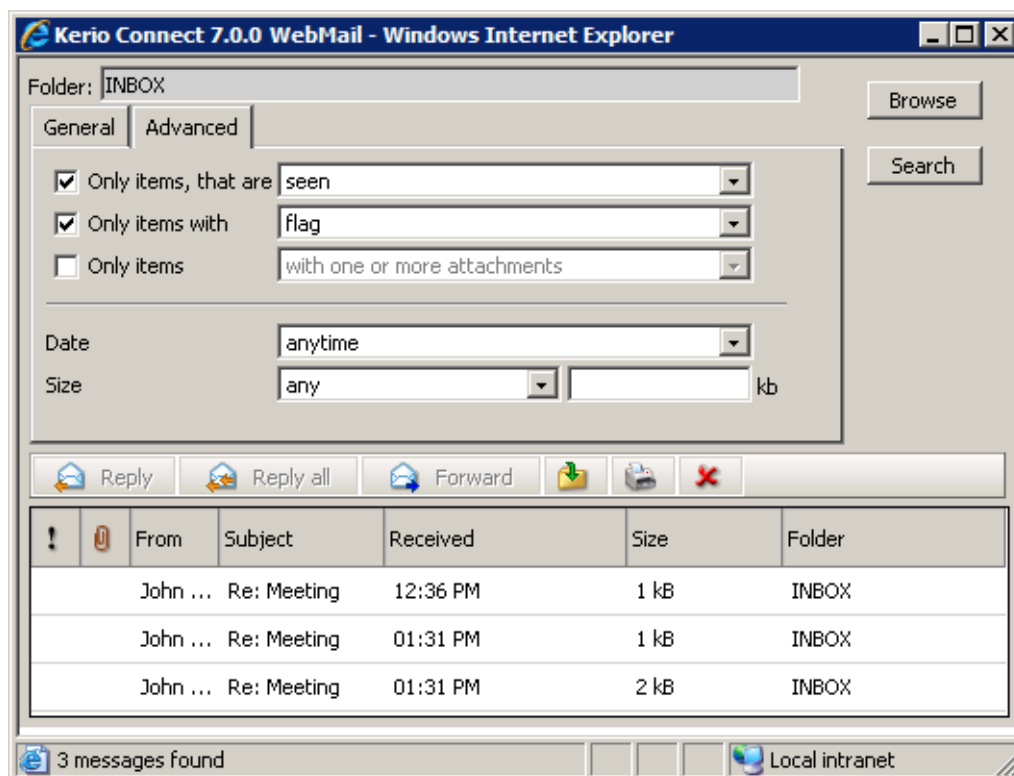 Kerio Connect 7.0.0 WebMail - Windows Internet Explorer
Folder: INBOX
Browse
General Advanced
Search
Only items, that are seen
Only items with flag
Only items with one or more attachments
Date anytime
Size any kb
Reply Reply all Forward
! From Subject Received Size Folder
John ... Re: Meeting 12:36 PM 1 kB INBOX
John ... Re: Meeting 01:31 PM 1 kB INBOX
John ... Re: Meeting 01:31 PM 2 kB INBOX
3 messages found Local intranet